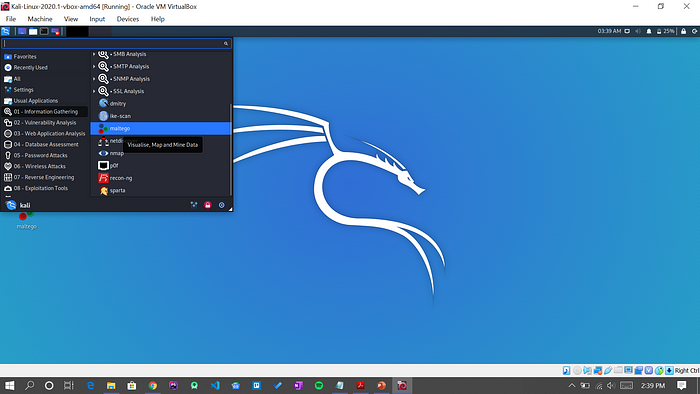 Kali-Linux-2020.1-vbox-amd64 [Running] - Oracle VM VirtualBox
File Machine View Input Devices Help
03:39 AM 25%
Favorites
Recently Used
All
Settings
Usual Applications
01 - Information Gathering
02 - Vulnerability Analysis
03 - Web Application Analysis
04 - Database Assessment
05 - Password Attacks
06 - Wireless Attacks
07 - Reverse Engineering
08 - Exploitation Tools
• SMB Analysis
• SMTP Analysis
• SNMP Analysis
• SSL Analysis
dmitry
ike-scan
maltego
netdi
Visualise, Map and Mine Data
nmap
p0f
recon-ng
sparta
kali
maltego
Right Ctrl
2:39 PM